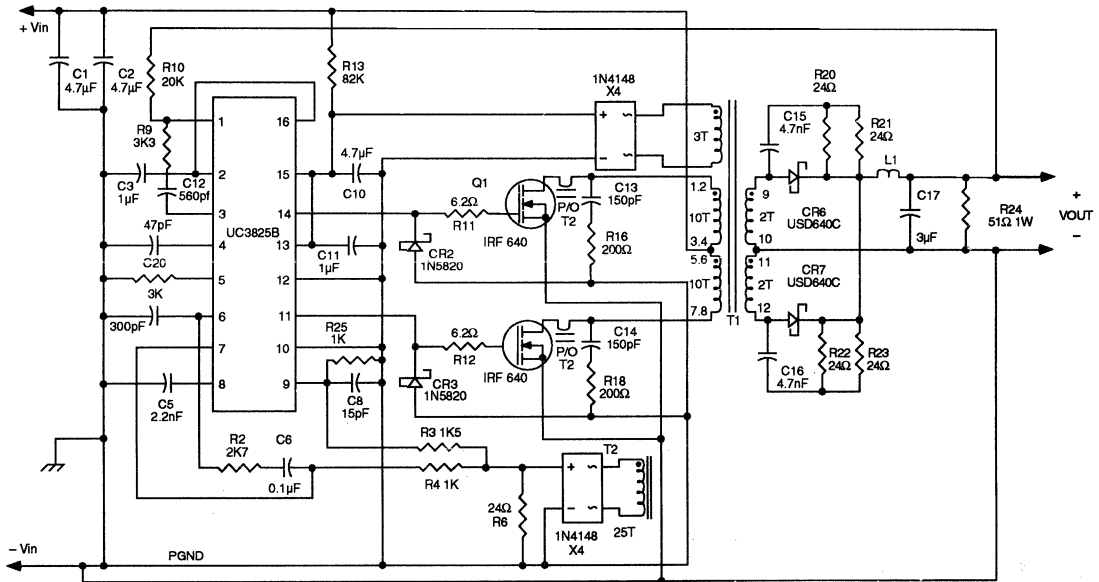 + Vin
C1
4.7µF
C2
4.7µF
R10
20K
R13
82K
1N4148
X4
R20
24Ω
C15
4.7nF
R21
24Ω
R9
3K3
1
16
3T
4.7µF
C10
C3
1µF
C12
560pf
2
15
Q1
1.2
C13
150pF
P/O
T2
9
L1
C17
3µF
R24
51Ω 1W
+
VOUT
–
3
14
6.2Ω
R11
IRF 640
10T
2T
CR6
USD640C
47pF
C20
4
UC3825B
13
C11
1µF
CR2
1N5820
R16
200Ω
3.4
10
5.6
11
3K
5
12
10T
2T
CR7
USD640C
300pF
6
11
R25
1K
6.2Ω
R12
7.8
12
T1
7
10
IRF 640
P/O
T2
C14
150pF
C5
2.2nF
8
9
C8
15pF
CR3
1N5820
R18
200Ω
C16
4.7nF
R22
24Ω
R23
24Ω
R2
2K7
C6
0.1µF
R3 1K5
R4 1K
T2
24Ω
R6
1N4148
X4
25T
– Vin
PGND
+
–
~
~
+
–
~
~